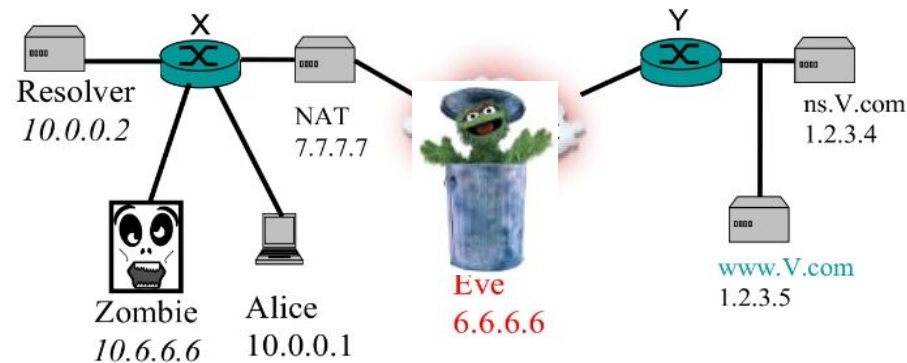 X
Resolver
10.0.0.2
NAT
7.7.7.7
Zombie
10.6.6.6
Alice
10.0.0.1
Eve
6.6.6.6
Y
ns.V.com
1.2.3.4
www.V.com
1.2.3.5